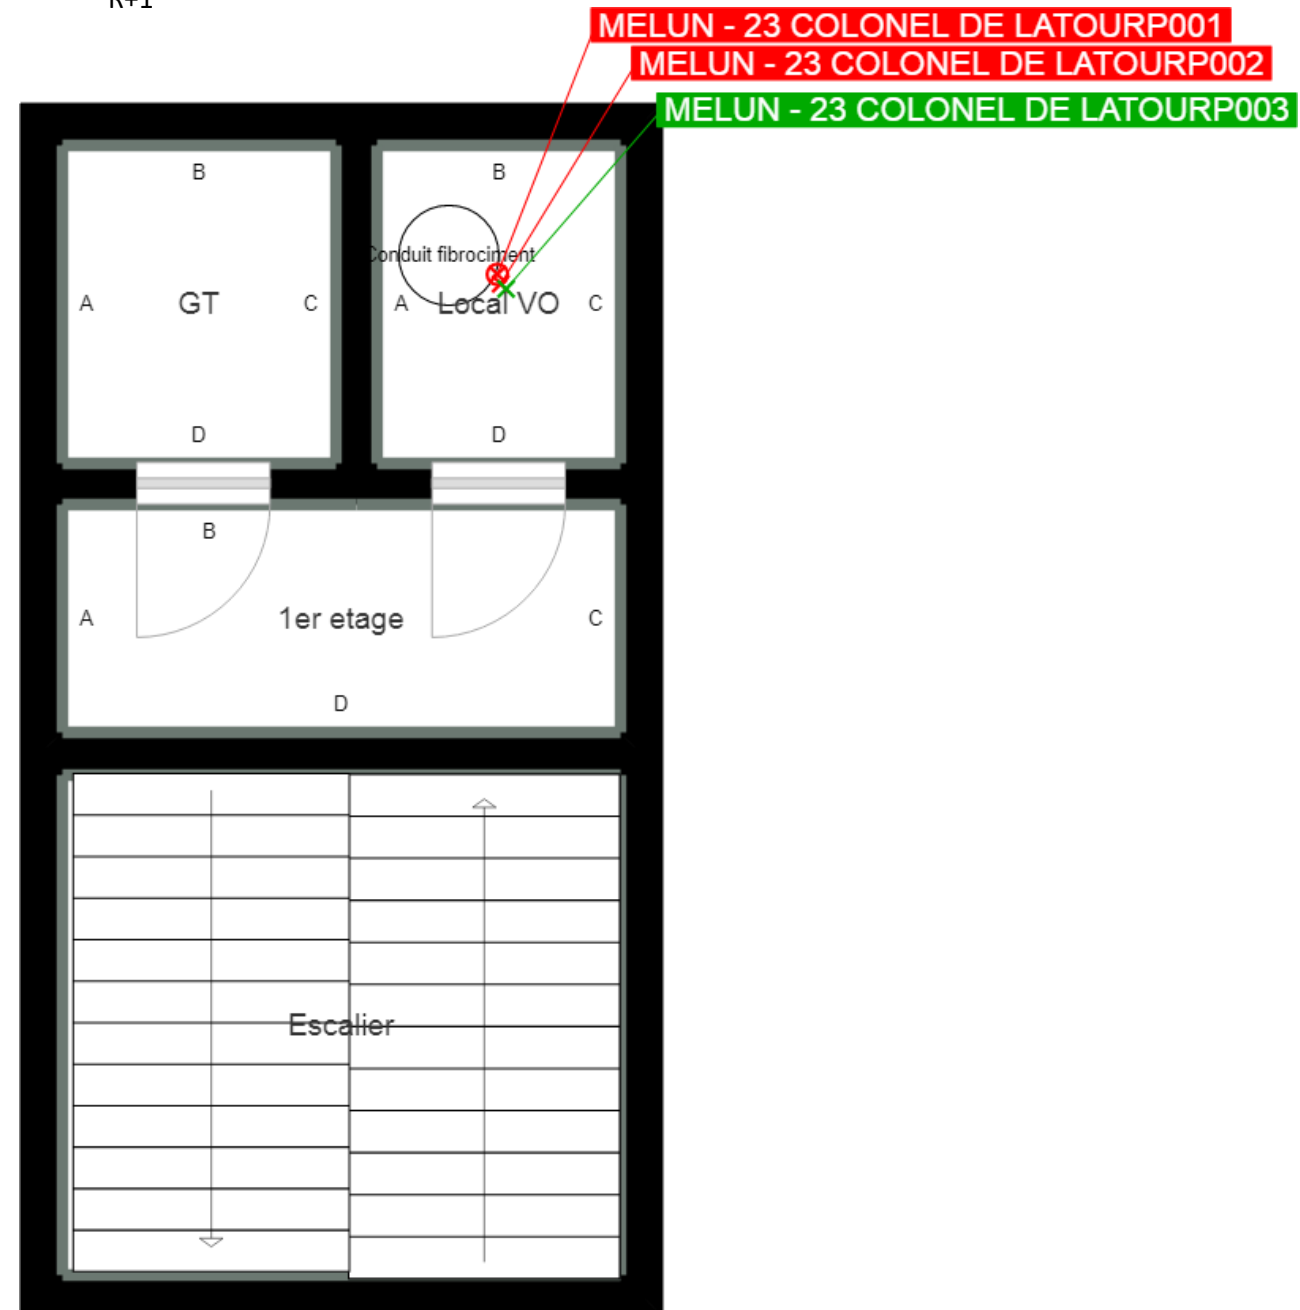 R+1
MELUN - 23 COLONEL DE LATOURP001
MELUN - 23 COLONEL DE LATOURP002
MELUN - 23 COLONEL DE LATOURP003
B
B
Conduit fibrociment
A
GT
C
A
Local VO
C
D
D
B
A
1er etage
C
D
Escalier